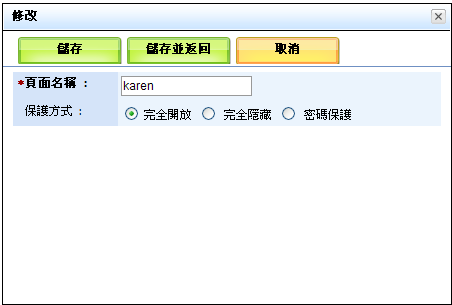 修改
儲存 儲存並返回 取消
*頁面名稱 : karen
保護方式 : 完全開放 完全隱藏 密碼保護